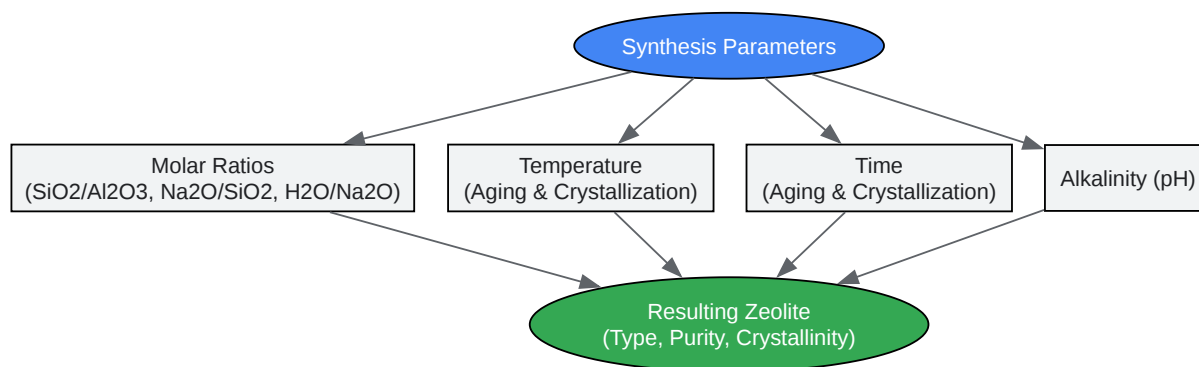 Synthesis Parameters
Molar Ratios
(SiO2/Al2O3, Na2O/SiO2, H2O/Na2O)
Temperature
(Aging & Crystallization)
Time
(Aging & Crystallization)
Alkalinity (pH)
Resulting Zeolite
(Type, Purity, Crystallinity)